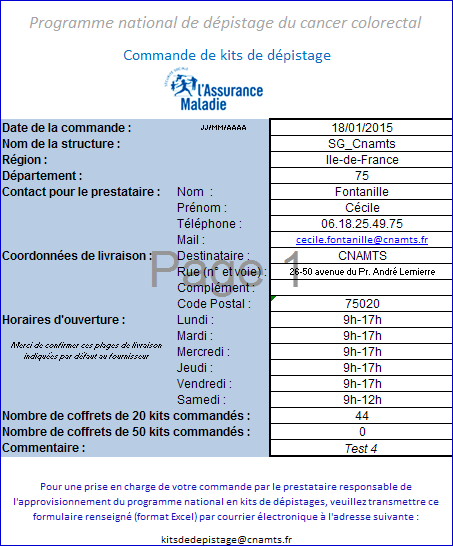 Programme national de dépistage du cancer colorectal
Commande de kits de dépistage
l'Assurance
Maladie
Date de la commande : JJ/MM/AAAA 18/01/2015
Nom de la structure : SG_Cnamts
Région : Ile-de-France
Département : 75
Contact pour le prestataire : Nom : Fontanille
Prénom : Cécile
Téléphone : 06.18.25.49.75
Mail : cecile.fontanille@cnamts.fr
Coordonnées de livraison : Destinataire : CNAMTS
Rue (n° et voie) : 26-50 avenue du Pr. André Lemierre
Page 1
Complément :
Code Postal : 75020
Horaires d'ouverture : Lundi : 9h-17h
Mardi : 9h-17h
Merci de confirmer ces plages de livraison Mercredi : 9h-17h
indiquées par défaut au fournisseur Jeudi : 9h-17h
Vendredi : 9h-17h
Samedi : 9h-12h
Nombre de coffrets de 20 kits commandés : 44
Nombre de coffrets de 50 kits commandés : 0
Commentaire : Test 4
Pour une prise en charge de votre commande par le prestataire responsable de
l'approvisionnement du programme national en kits de dépistages, veuillez transmettre ce
formulaire renseigné (format Excel) par courrier électronique à l'adresse suivante :
kitsdedepistage@cnamts.fr